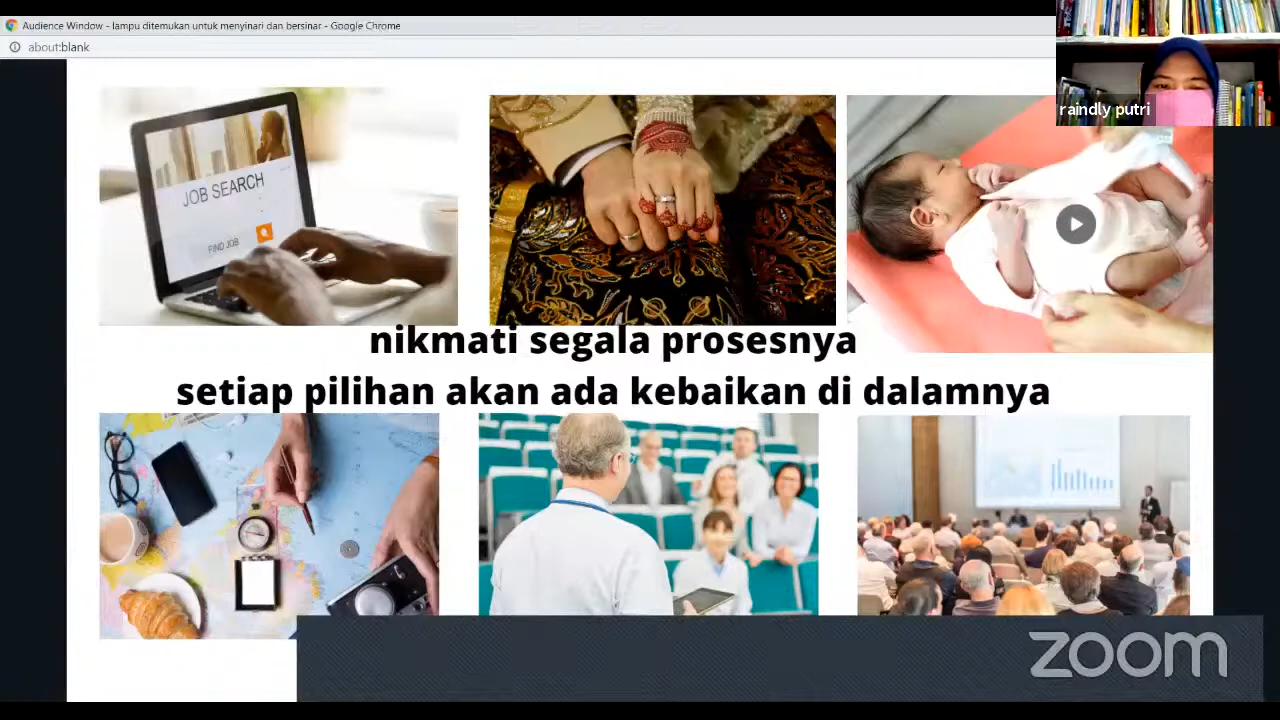 Audience Window - lampu ditemukan untuk menyinari dan bersinar - Google Chrome
about:blank
raindly putri
JOB SEARCH
FIND JOB
nikmati segala prosesnya
setiap pilihan akan ada kebaikan di dalamnya
zoom